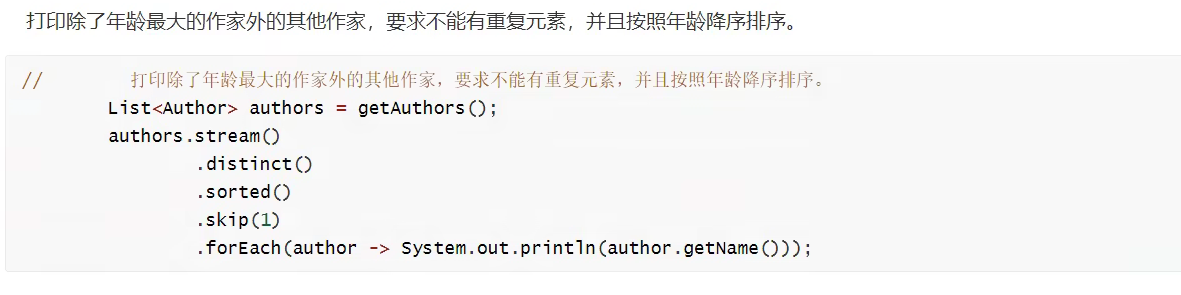 打印除了年龄最大的作家外的其他作家，要求不能有重复元素，并且按照年龄降序排序。
//        打印除了年龄最大的作家外的其他作家，要求不能有重复元素，并且按照年龄降序排序。
        List<Author> authors = getAuthors();
        authors.stream()
                .distinct()
                .sorted()
                .skip(1)
                .forEach(author -> System.out.println(author.getName()));